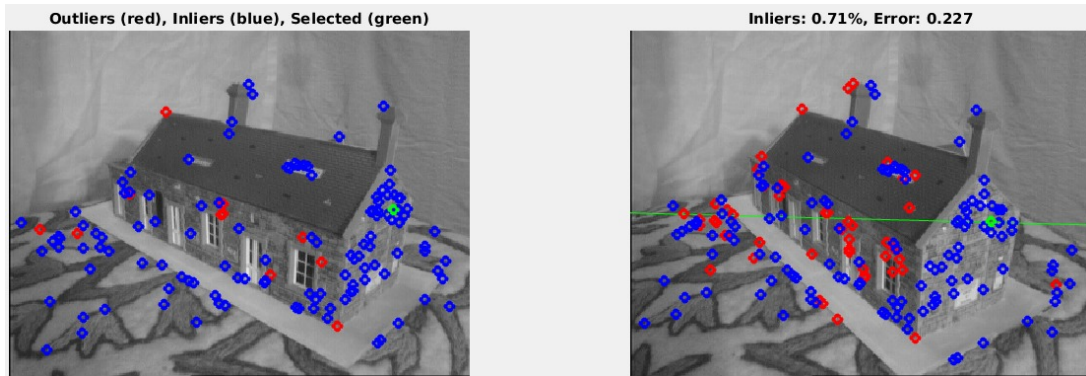 Outliers (red), Inliers (blue), Selected (green)
Inliers: 0.71%, Error: 0.227